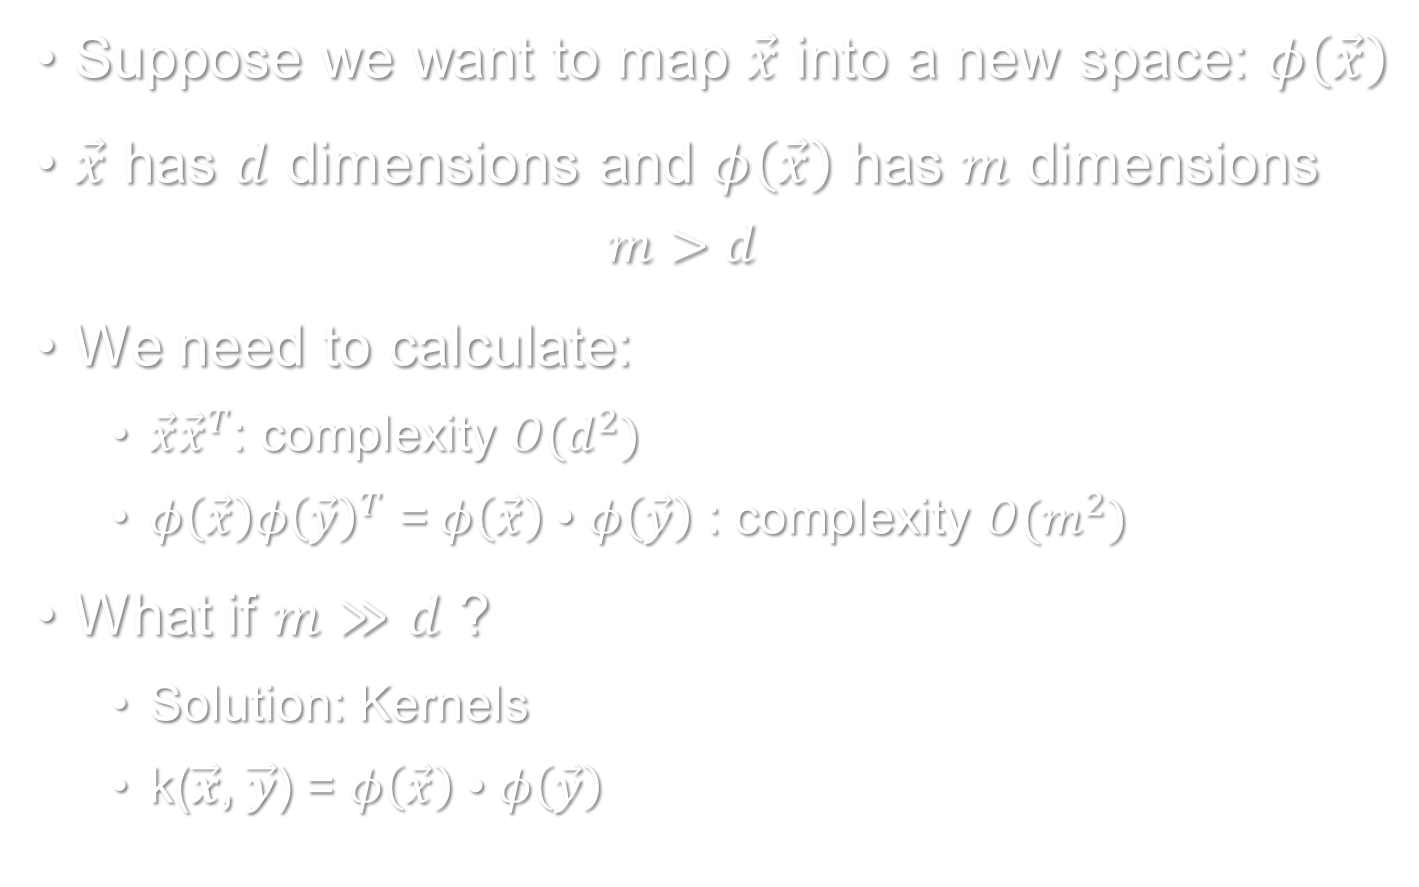 • Suppose we want to map x⃗ into a new space: ϕ(x⃗)
• x⃗ has d dimensions and ϕ(x⃗) has m dimensions
m > d
• We need to calculate:
• x⃗x⃗ᵀ: complexity O(d²)
• ϕ(x⃗)ϕ(y⃗)ᵀ = ϕ(x⃗) • ϕ(y⃗) : complexity O(m²)
• What if m ≫ d ?
• Solution: Kernels
• k(x⃗, y⃗) = ϕ(x⃗) • ϕ(y⃗)